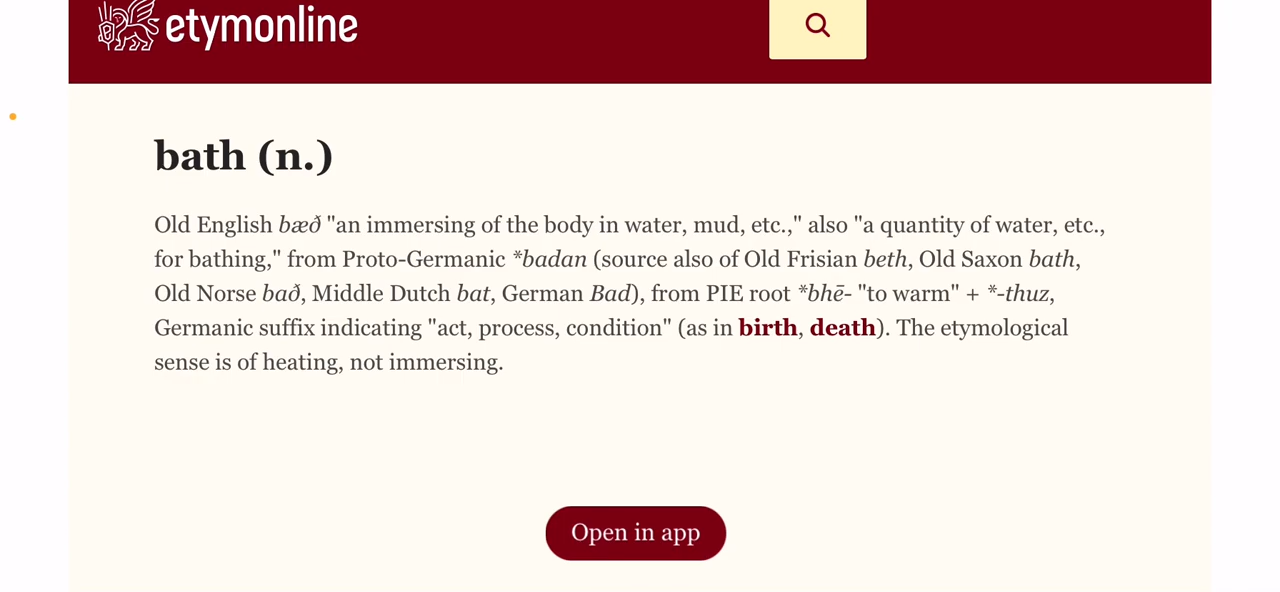 etymonline
bath (n.)
Old English bæð "an immersing of the body in water, mud, etc.," also "a quantity of water, etc.,
for bathing," from Proto-Germanic *badan (source also of Old Frisian beth, Old Saxon bath,
Old Norse bað, Middle Dutch bat, German Bad), from PIE root *bhē- "to warm" + *-thuz,
Germanic suffix indicating "act, process, condition" (as in birth, death). The etymological
sense is of heating, not immersing.
Open in app